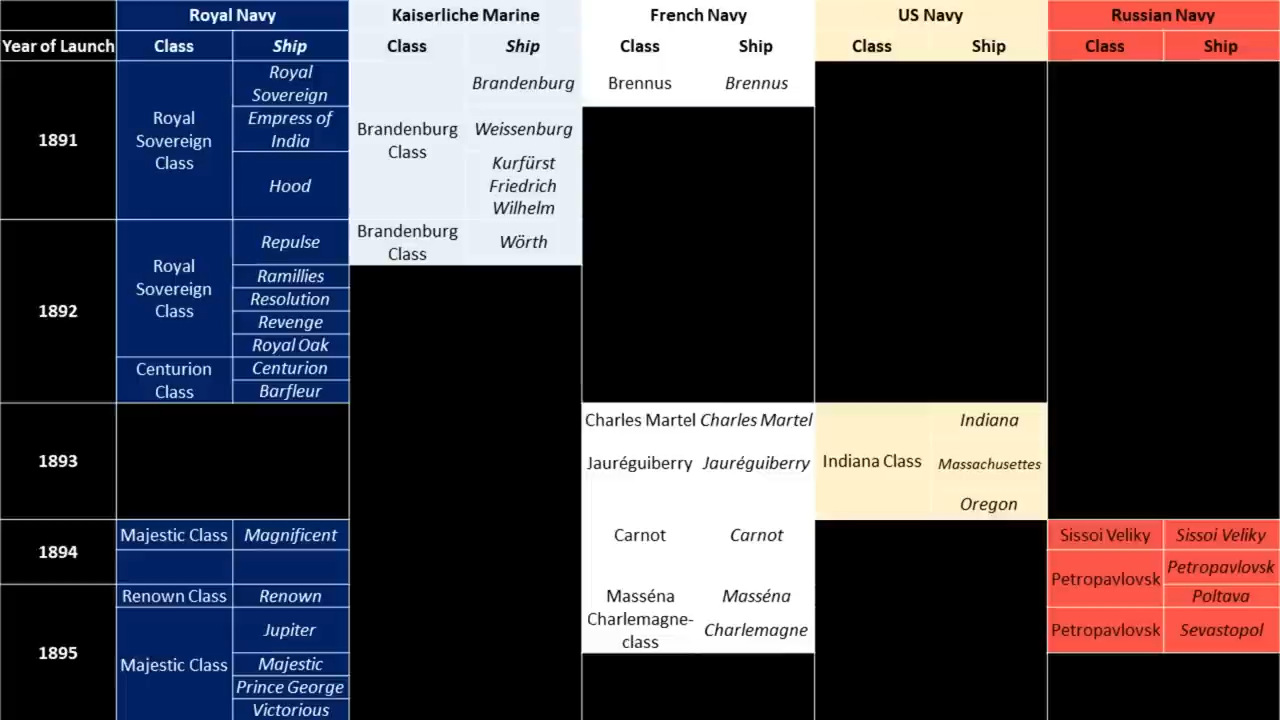 Royal Navy
Kaiserliche Marine
French Navy
US Navy
Russian Navy
Year of Launch
Class
Ship
Class
Ship
Class
Ship
Class
Ship
Class
Ship
1891
Royal
Sovereign
Class
Royal
Sovereign
Empress of
India
Hood
Brandenburg
Class
Brandenburg
Weissenburg
Kurfürst
Friedrich
Wilhelm
Brennus
Brennus
1892
Royal
Sovereign
Class
Repulse
Ramillies
Resolution
Revenge
Royal Oak
Centurion
Class
Centurion
Barfleur
Brandenburg
Class
Wörth
1893
Charles Martel
Charles Martel
Jauréguiberry
Jauréguiberry
Indiana Class
Indiana
Massachusettes
Oregon
1894
Majestic Class
Magnificent
Carnot
Carnot
Sissoi Veliky
Sissoi Veliky
Petropavlovsk
Petropavlovsk
Poltava
1895
Renown Class
Renown
Majestic Class
Jupiter
Majestic
Prince George
Victorious
Masséna
Masséna
Charlemagne-
class
Charlemagne
Petropavlovsk
Sevastopol